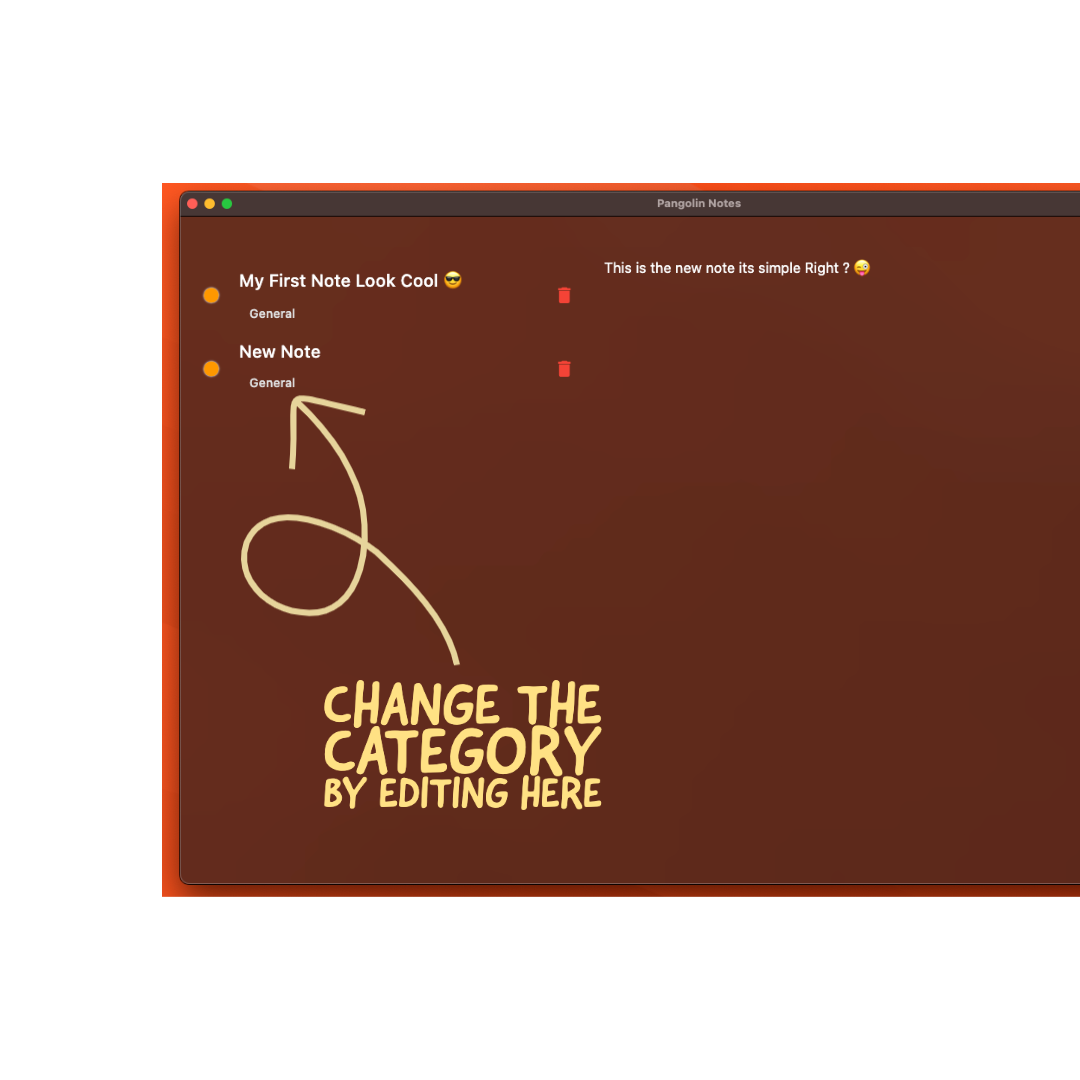 Pangolin Notes
My First Note Look Cool 😎
General
New Note
General
This is the new note its simple Right ? 😜
CHANGE THE
CATEGORY
BY EDITING HERE